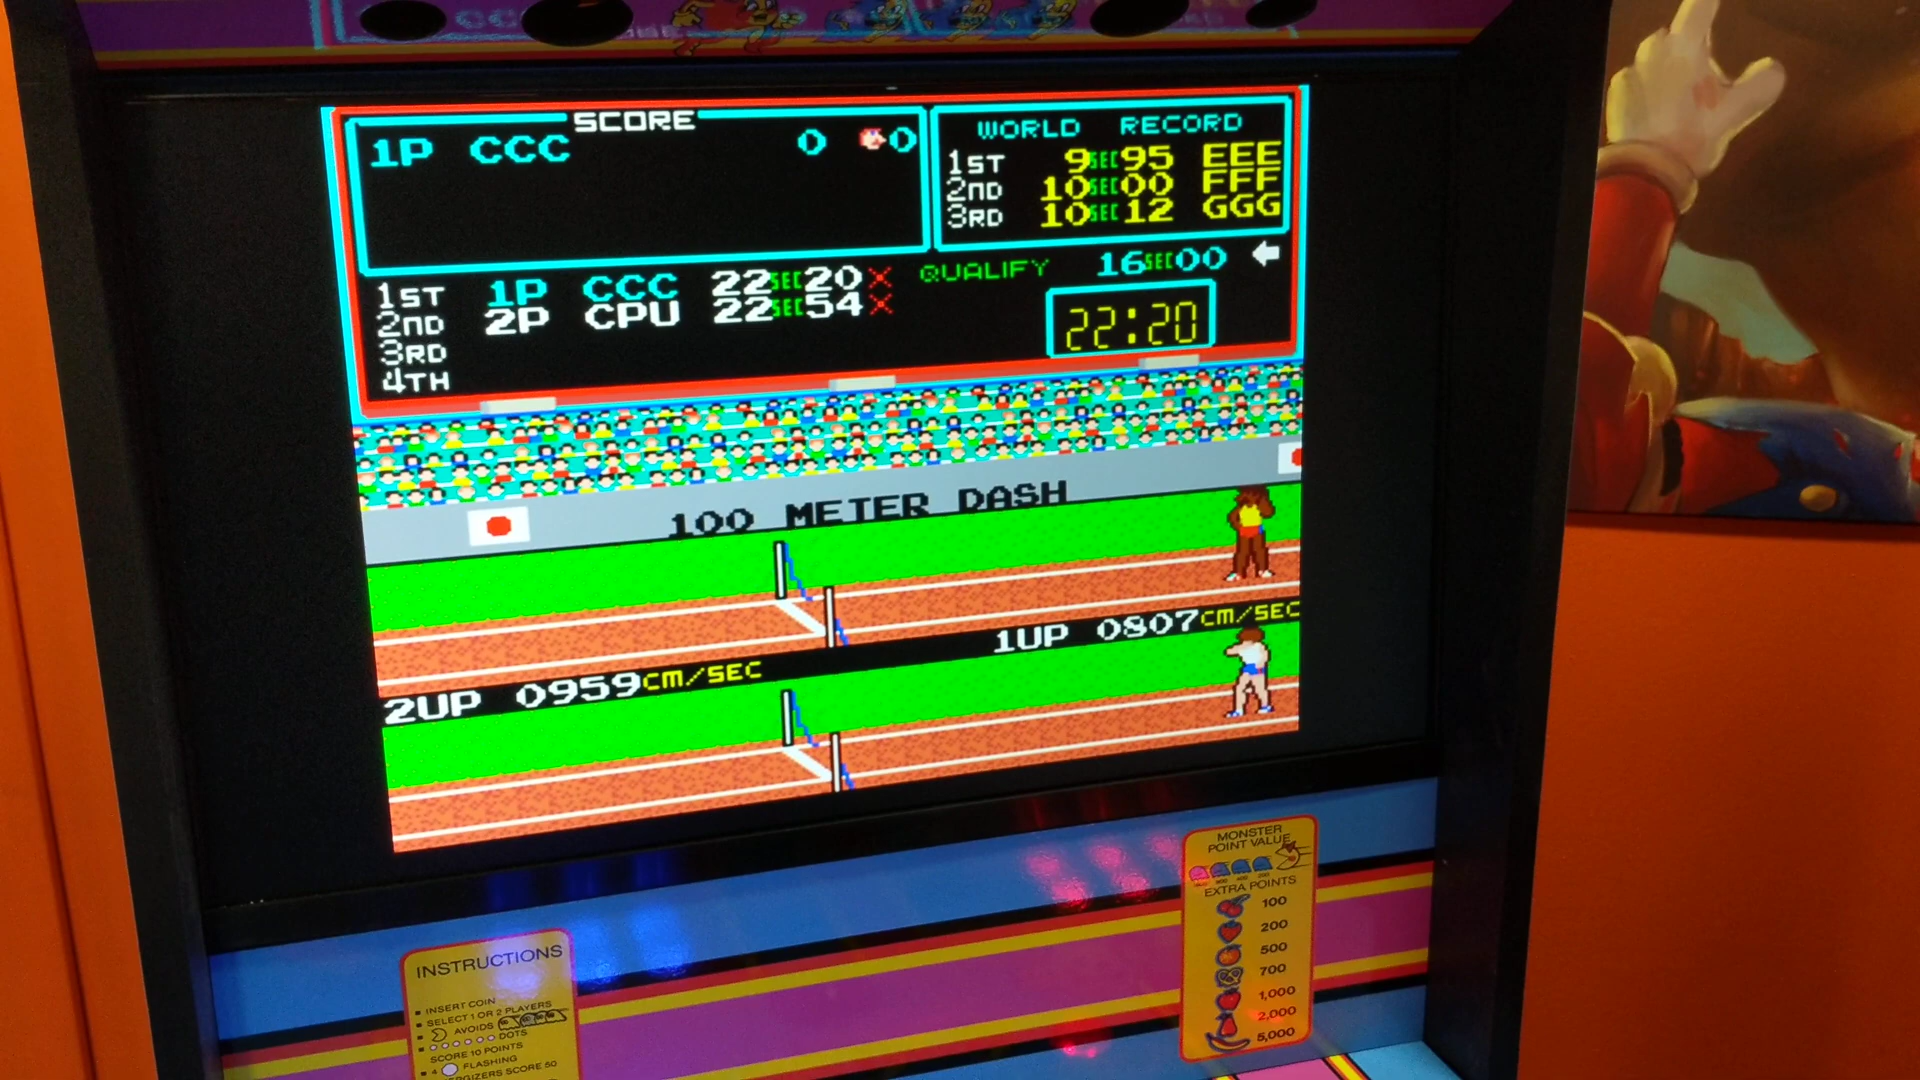 SCORE
1P CCC 0 0
WORLD RECORD
1ST 9SEC95 EEE
2ND 10SEC00 FFF
3RD 10SEC12 GGG
QUALIFY 16SEC00
1ST 1P CCC 22SEC20
2ND 2P CPU 22SEC54
3RD
4TH
22:20
100 METER DASH
1UP 0807CM/SEC
2UP 0959CM/SEC
MONSTER
POINT VALUE
EXTRA POINTS
100
200
500
700
1,000
2,000
5,000
INSTRUCTIONS
INSERT COIN
SELECT 1 OR 2 PLAYERS
AVOIDS
DOTS
SCORE 10 POINTS
4 FLASHING
SCORE 50